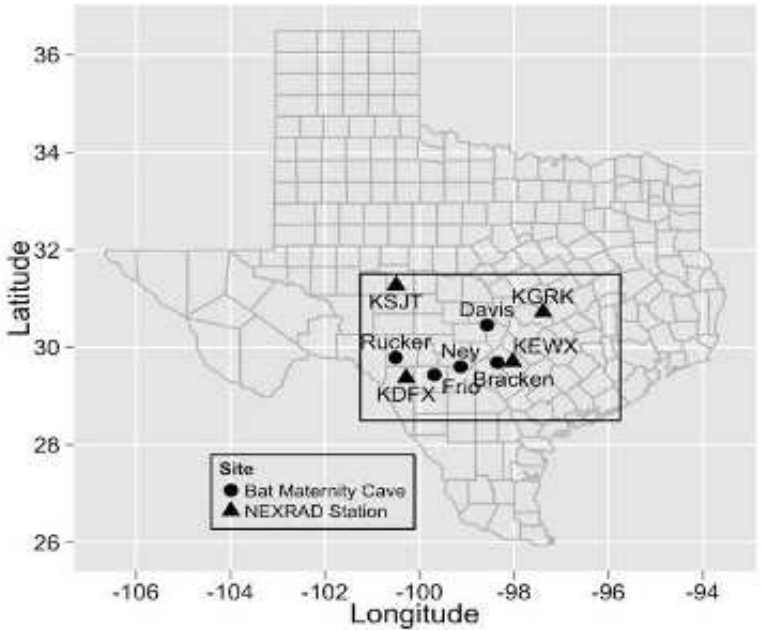 36
34
32
30
28
26
Latitude
KSJT
KGRK
Davis
Rucker
Ney
KEWX
KDFX
Frio
Bracken
Site
Bat Maternity Cave
NEXRAD Station
-106
-104
-102
-100
-98
-96
-94
Longitude